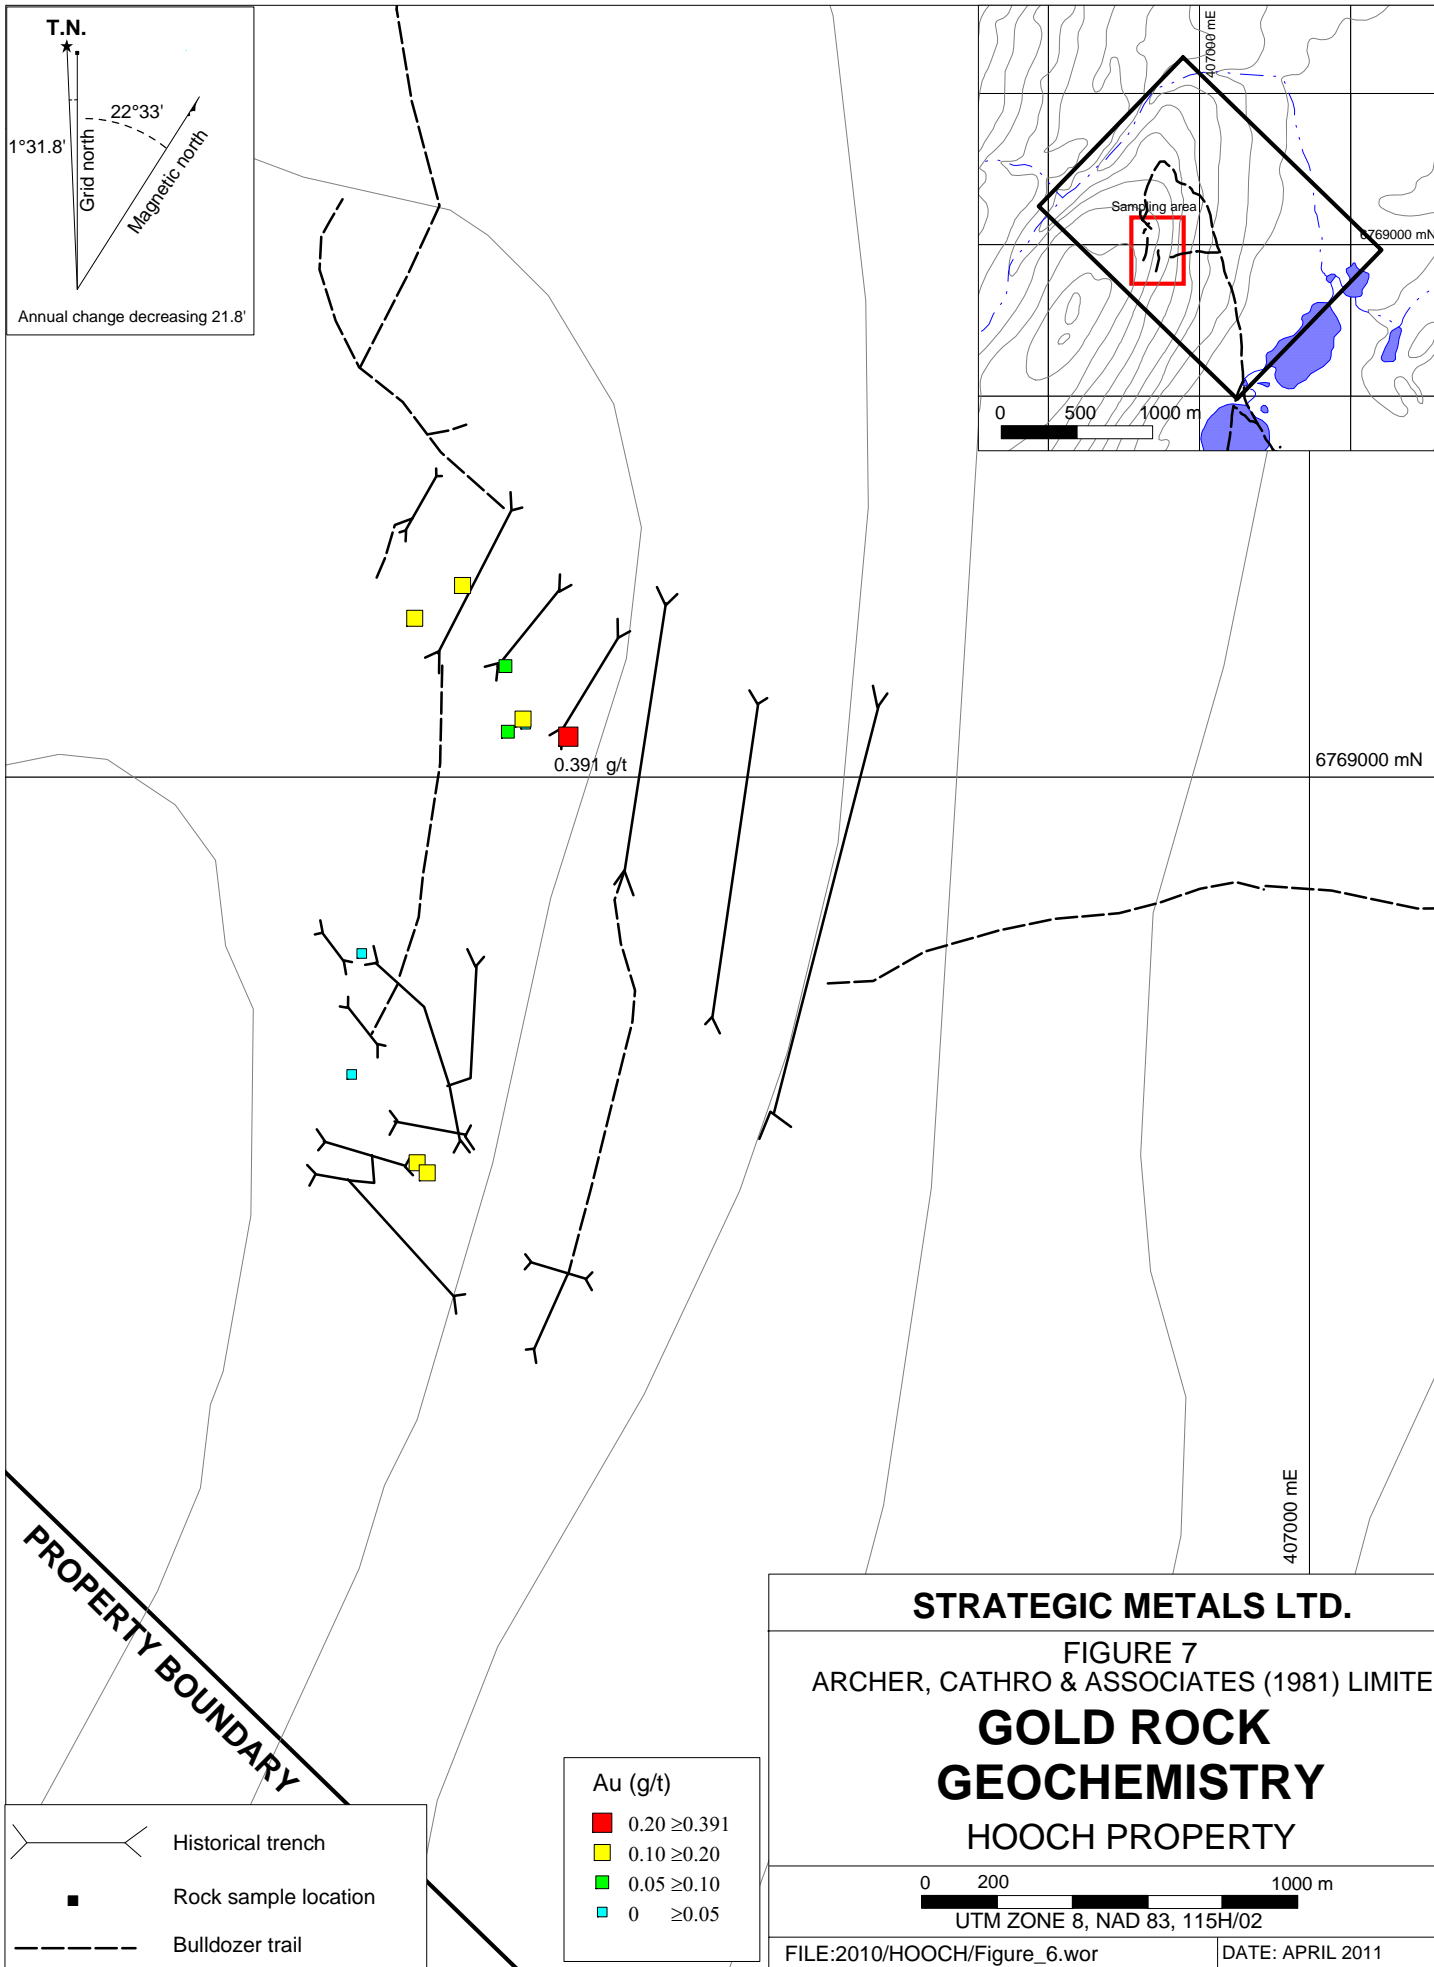 T.N.
22°33'
1°31.8'
Grid north
Magnetic north
Annual change decreasing 21.8'
407000 mE
Sampling area
6769000 mN
0 500 1000 m
0.391 g/t
6769000 mN
407000 mE
PROPERTY BOUNDARY
STRATEGIC METALS LTD.
FIGURE 7
ARCHER, CATHRO & ASSOCIATES (1981) LIMITE
GOLD ROCK
GEOCHEMISTRY
HOOCH PROPERTY
0 200 1000 m
UTM ZONE 8, NAD 83, 115H/02
FILE:2010/HOOCH/Figure_6.wor
DATE: APRIL 2011
Au (g/t)
0.20 ≥0.391
0.10 ≥0.20
0.05 ≥0.10
0 ≥0.05
Historical trench
Rock sample location
Bulldozer trail